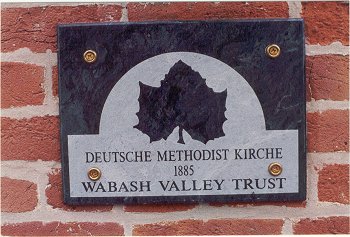 DEUTSCHE METHODIST KIRCHE
1885
WABASH VALLEY TRUST